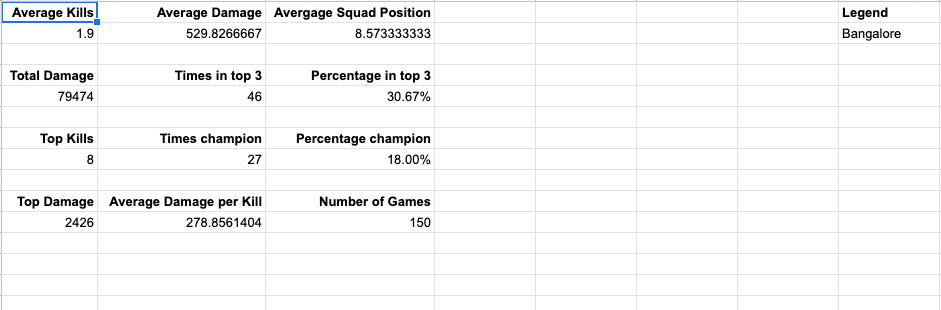 Average Kills Average Damage Avergage Squad Position Legend
1.9 529.8266667 8.573333333 Bangalore
Total Damage Times in top 3 Percentage in top 3
79474 46 30.67%
Top Kills Times champion Percentage champion
8 27 18.00%
Top Damage Average Damage per Kill Number of Games
2426 278.8561404 150